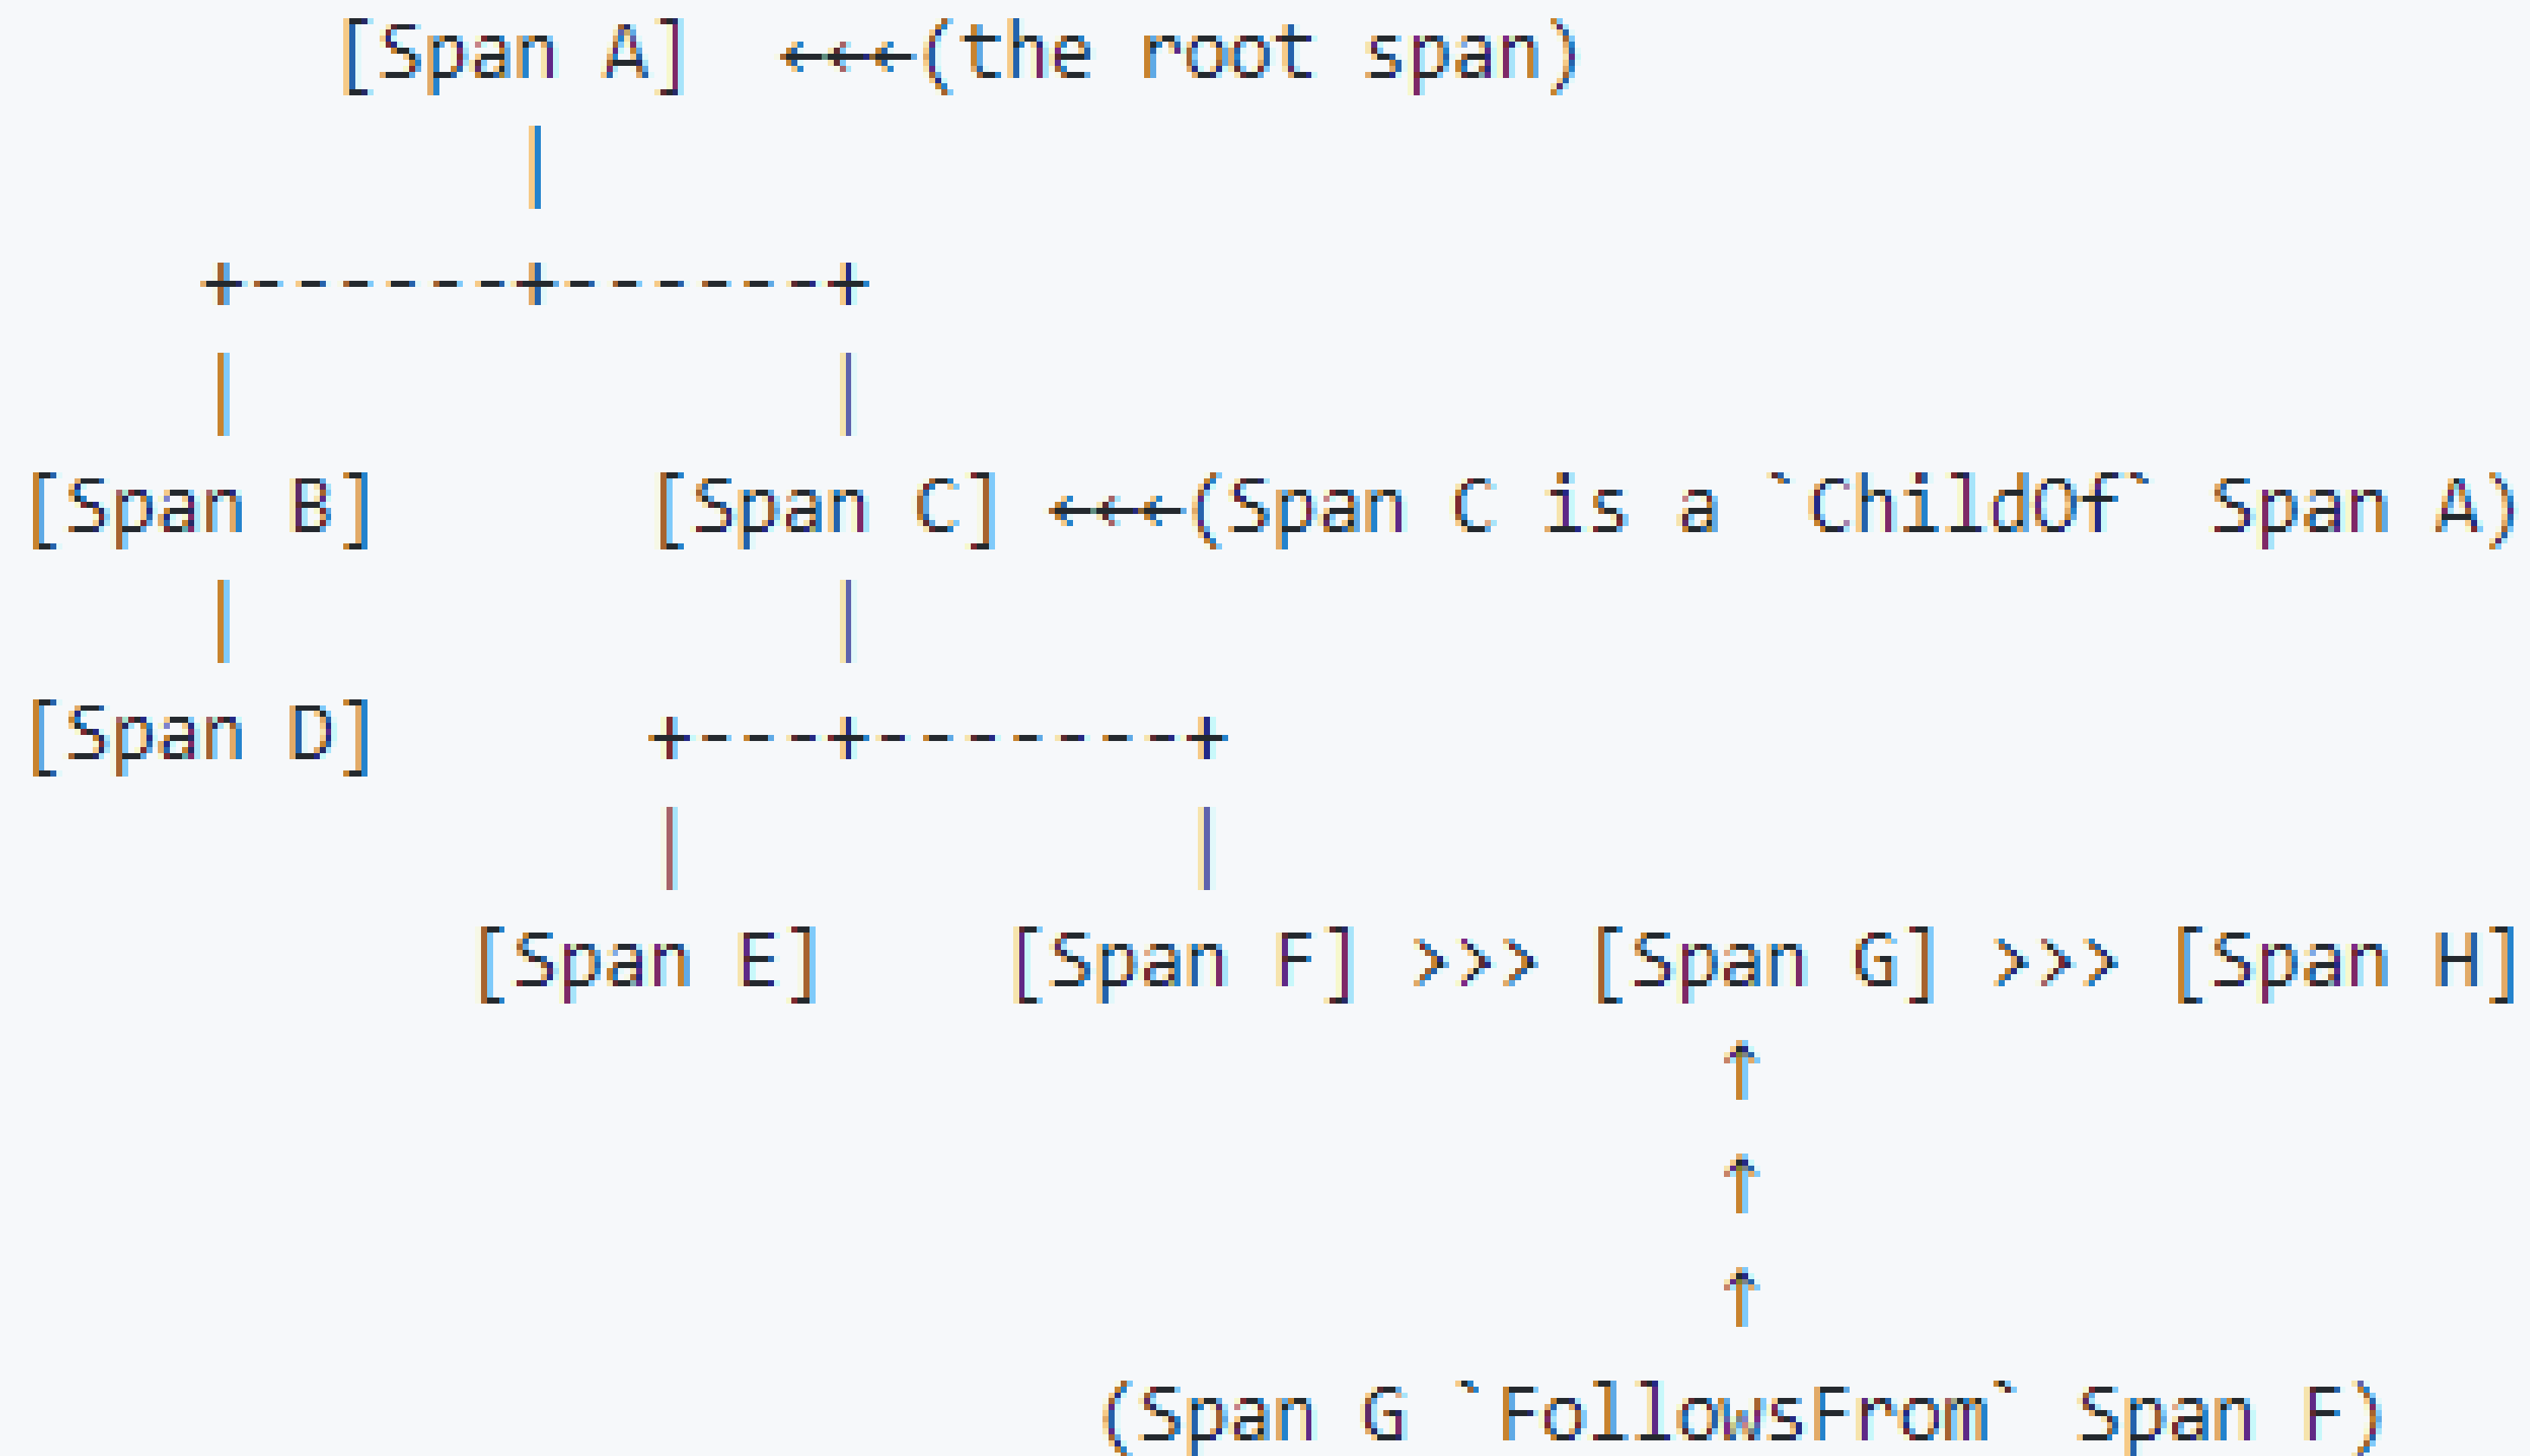 [Span A]  ←←←(the root span)
|
+------+------+
|             |
[Span B]      [Span C] ←←←(Span C is a `ChildOf` Span A)
|             |
[Span D]      +---+-------+
|           |
[Span E]    [Span F] >>> [Span G] >>> [Span H]
↑
↑
↑
(Span G `FollowsFrom` Span F)